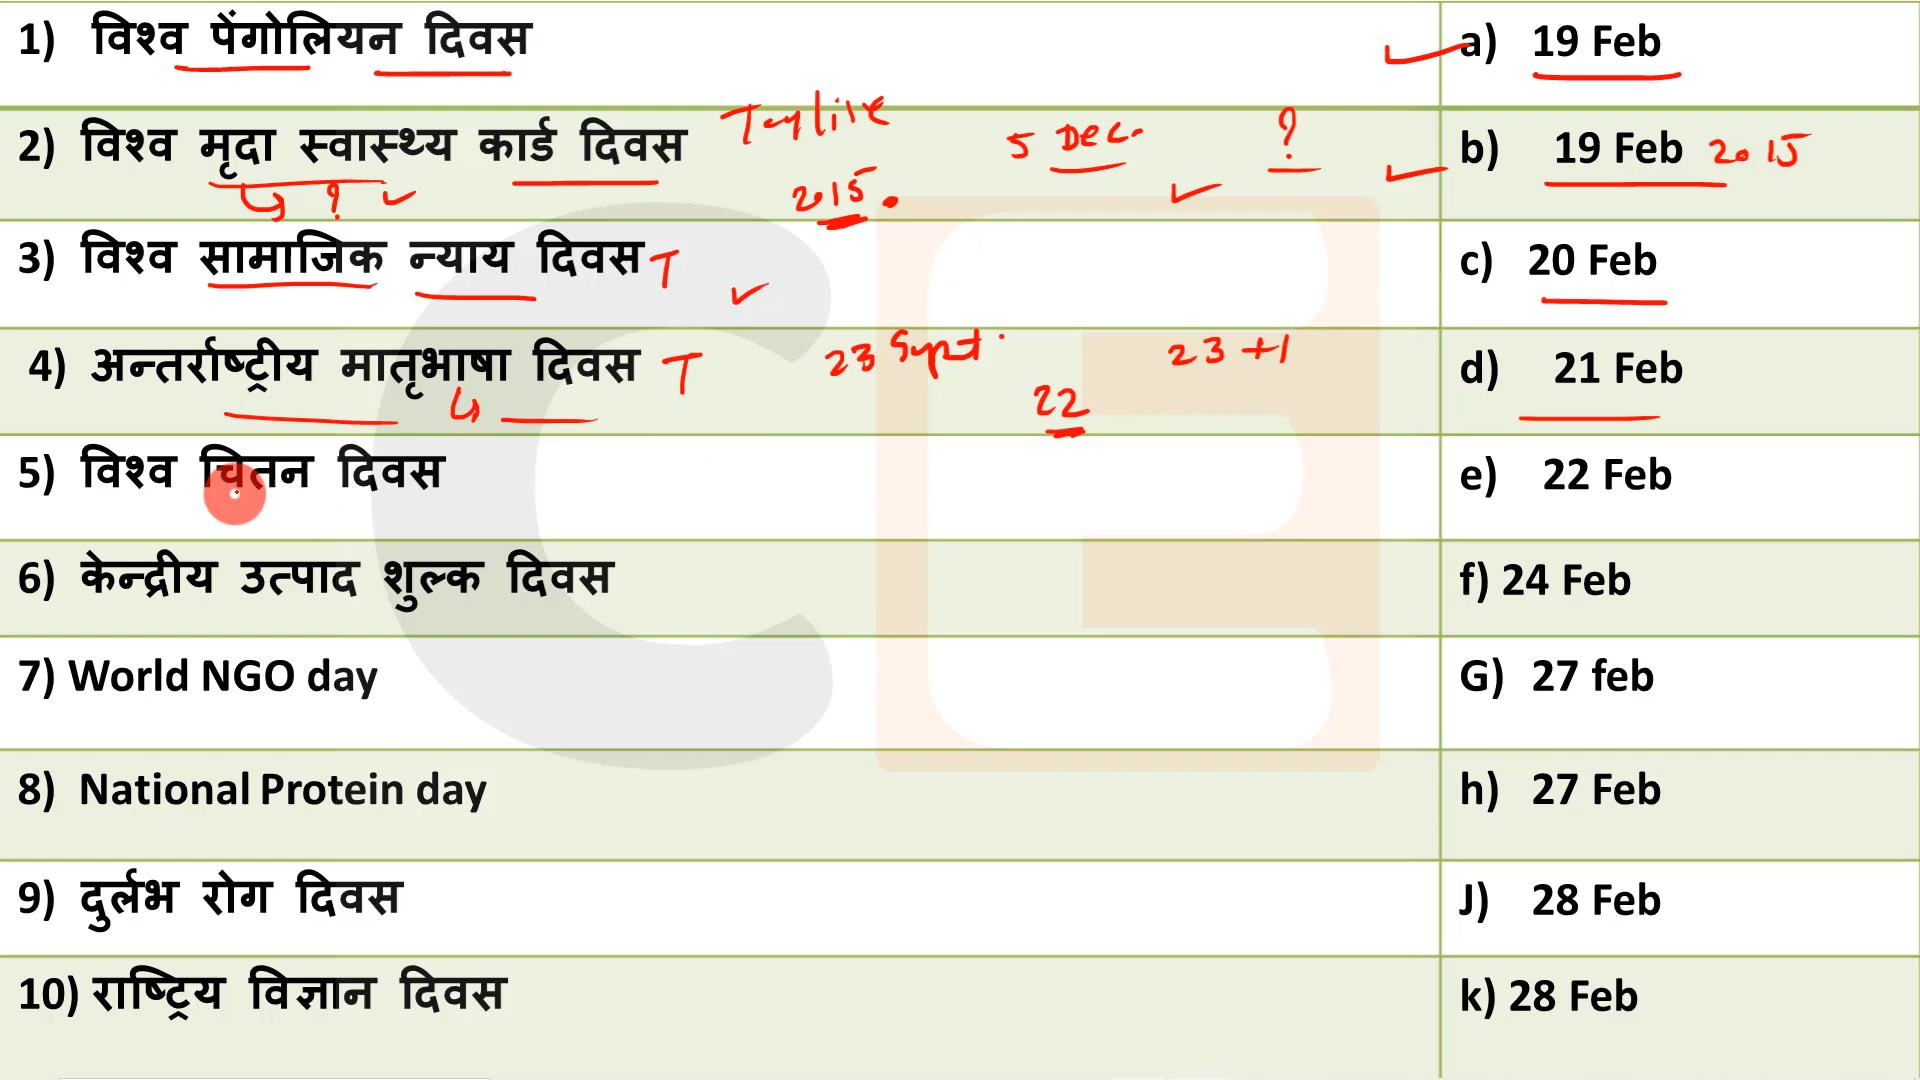 1) विश्व पेंगोलियन दिवस a) 19 Feb
2) विश्व मृदा स्वास्थ्य कार्ड दिवस 5 Dec. ? b) 19 Feb 2015
? 2015.
3) विश्व सामाजिक न्याय दिवस T c) 20 Feb
4) अन्तर्राष्ट्रीय मातृभाषा दिवस T 23 23 +1 d) 21 Feb
22
5) विश्व चितन दिवस e) 22 Feb
6) केन्द्रीय उत्पाद शुल्क दिवस f) 24 Feb
7) World NGO day G) 27 feb
8) National Protein day h) 27 Feb
9) दुर्लभ रोग दिवस J) 28 Feb
10) राष्ट्रिय विज्ञान दिवस k) 28 Feb
CE